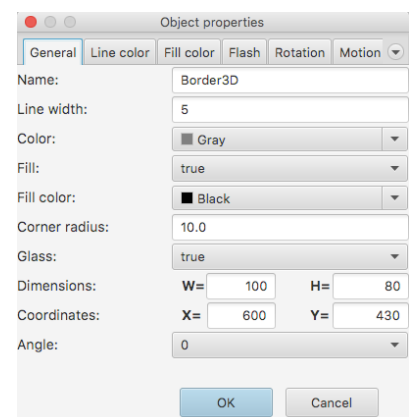 Object properties
General Line color Fill color Flash Rotation Motion
Name: Border3D
Line width: 5
Color: Gray
Fill: true
Fill color: Black
Corner radius: 10.0
Glass: true
Dimensions: W= 100 H= 80
Coordinates: X= 600 Y= 430
Angle: 0
OK Cancel